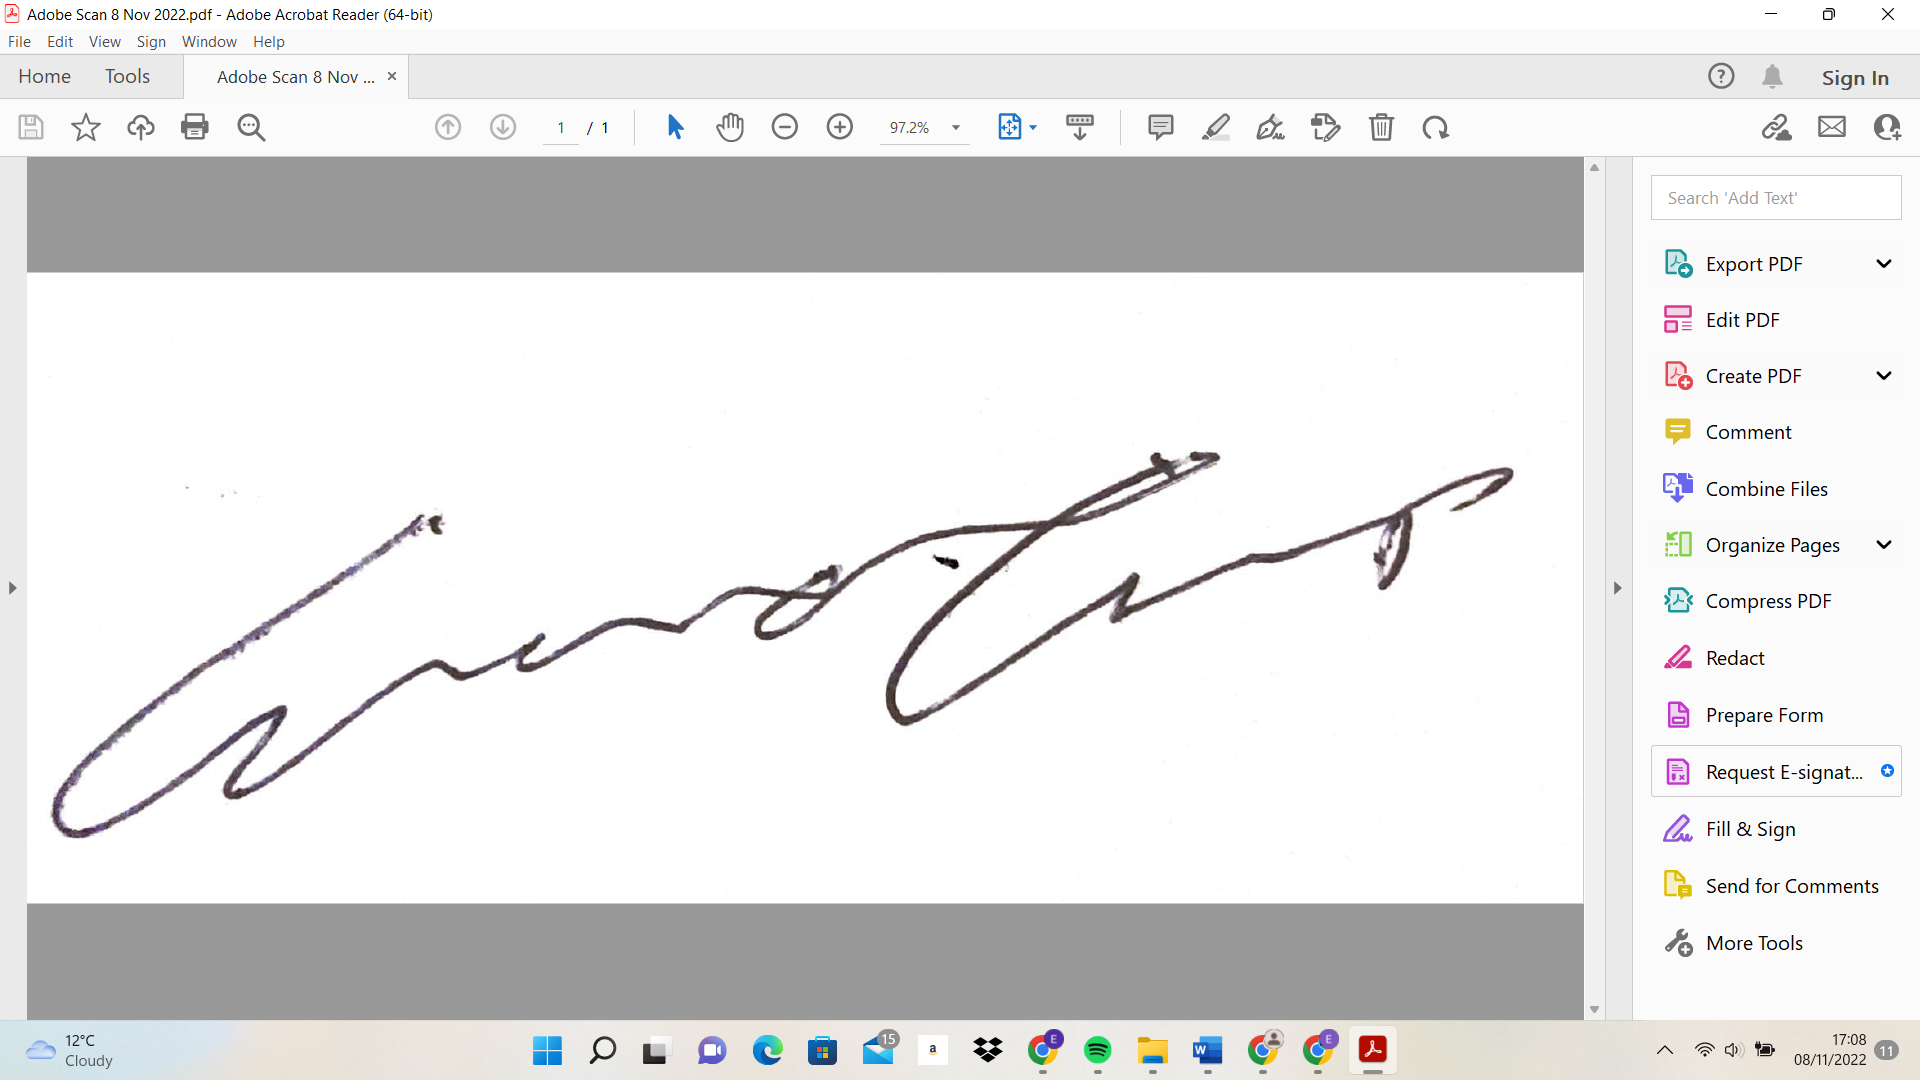 Adobe Scan 8 Nov 2022.pdf - Adobe Acrobat Reader (64-bit)
File Edit View Sign Window Help
Home Tools Adobe Scan 8 Nov ... × ? Sign In
1 / 1 97.2%
Search 'Add Text'
Export PDF
Edit PDF
Create PDF
Comment
Combine Files
Organize Pages
Compress PDF
Redact
Prepare Form
Request E-signat...
Fill & Sign
Send for Comments
More Tools
12°C
Cloudy
15
a
E
E
17:08
08/11/2022
11